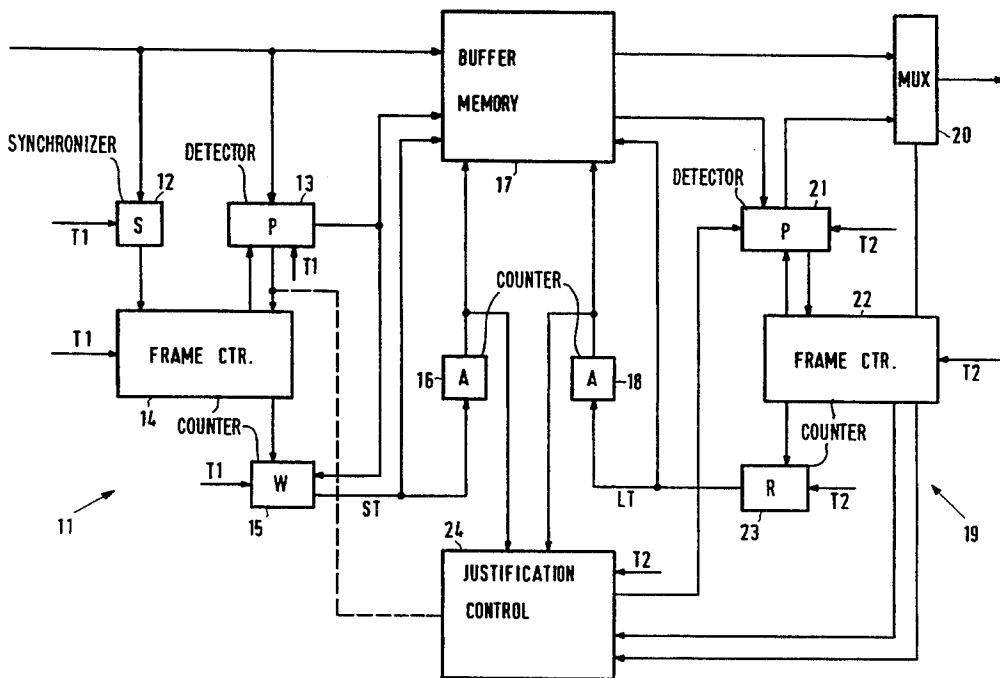 BUFFER
MEMORY
17
MUX
20
SYNCHRONIZER
12
S
T1
DETECTOR
13
P
T1
DETECTOR
21
P
T2
T1
FRAME CTR.
14
COUNTER
16
A
COUNTER
A
18
22
FRAME CTR.
T2
COUNTER
T1
W
15
ST
LT
R
23
T2
11
19
24
JUSTIFICATION
CONTROL
T2